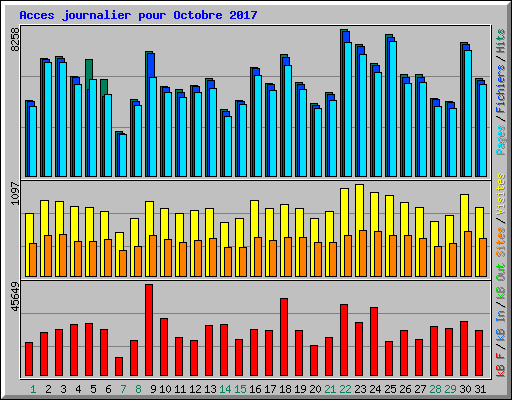 Acces journalier pour Octobre 2017
8258
1097
45649
Pages / Fichiers / Hits
Sites / Visites
kB F / kB In / kB Out
1 2 3 4 5 6 7 8 9 10 11 12 13 14 15 16 17 18 19 20 21 22 23 24 25 26 27 28 29 30 31